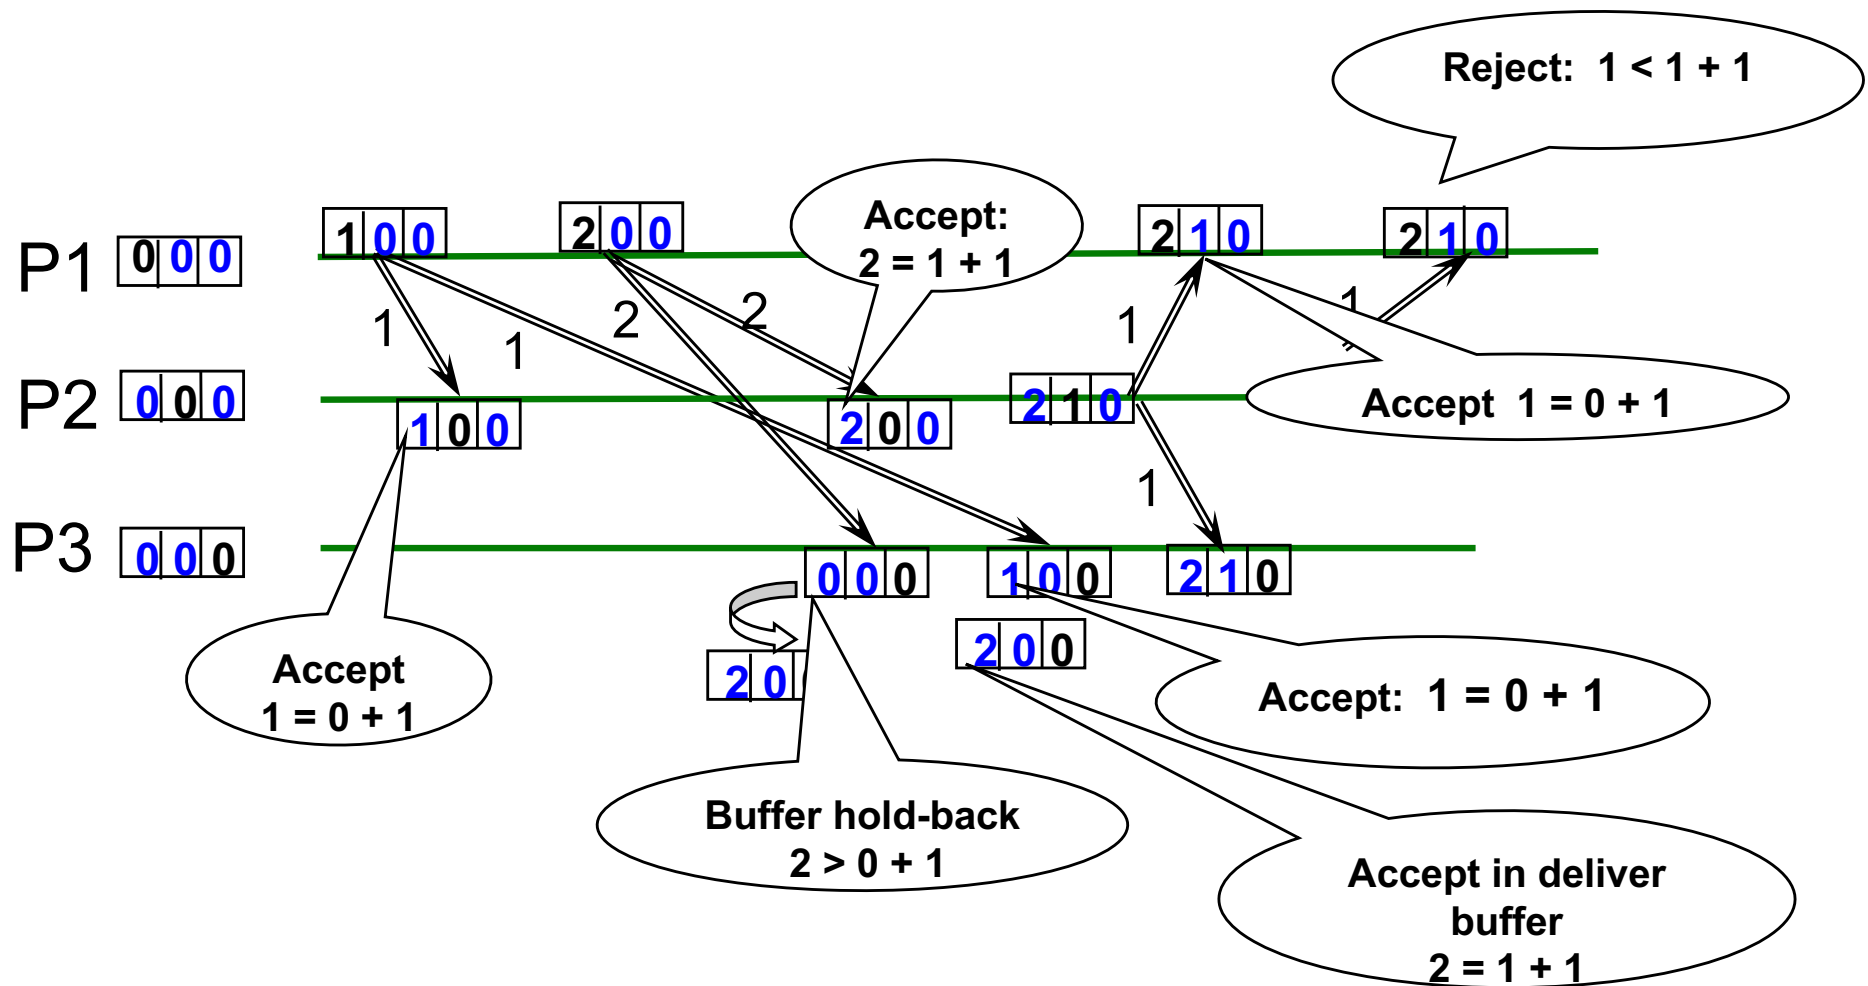 Reject: 1 < 1 + 1
Accept:
2 = 1 + 1
P1
0 0 0
1 0 0
2 0 0
2 1 0
2 1 0
1
1
2
2
1
1
P2
0 0 0
1 0 0
2 0 0
2 1 0
Accept 1 = 0 + 1
1
P3
0 0 0
0 0 0
1 0 0
2 1 0
2 0
2 0 0
Accept
1 = 0 + 1
Accept: 1 = 0 + 1
Buffer hold-back
2 > 0 + 1
Accept in deliver
buffer
2 = 1 + 1